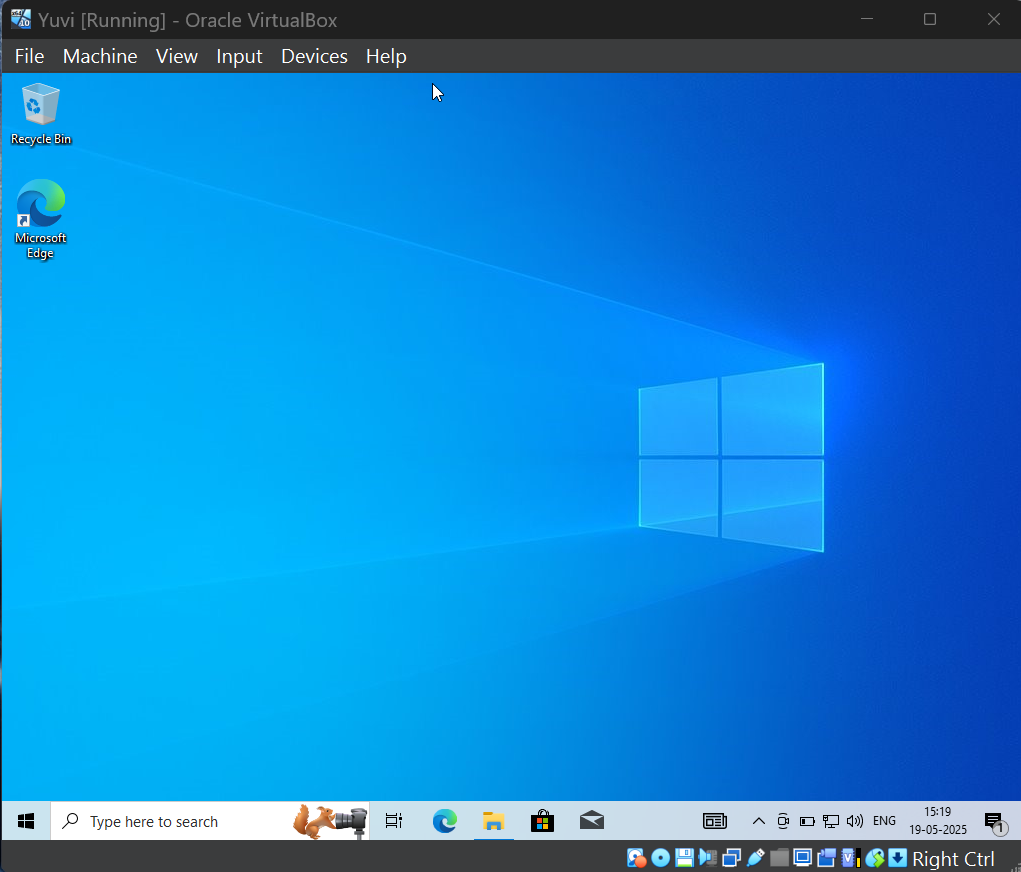 Yuvi [Running] - Oracle VirtualBox
File Machine View Input Devices Help
Recycle Bin
Microsoft
Edge
Type here to search
ENG
15:19
19-05-2025
1
Right Ctrl